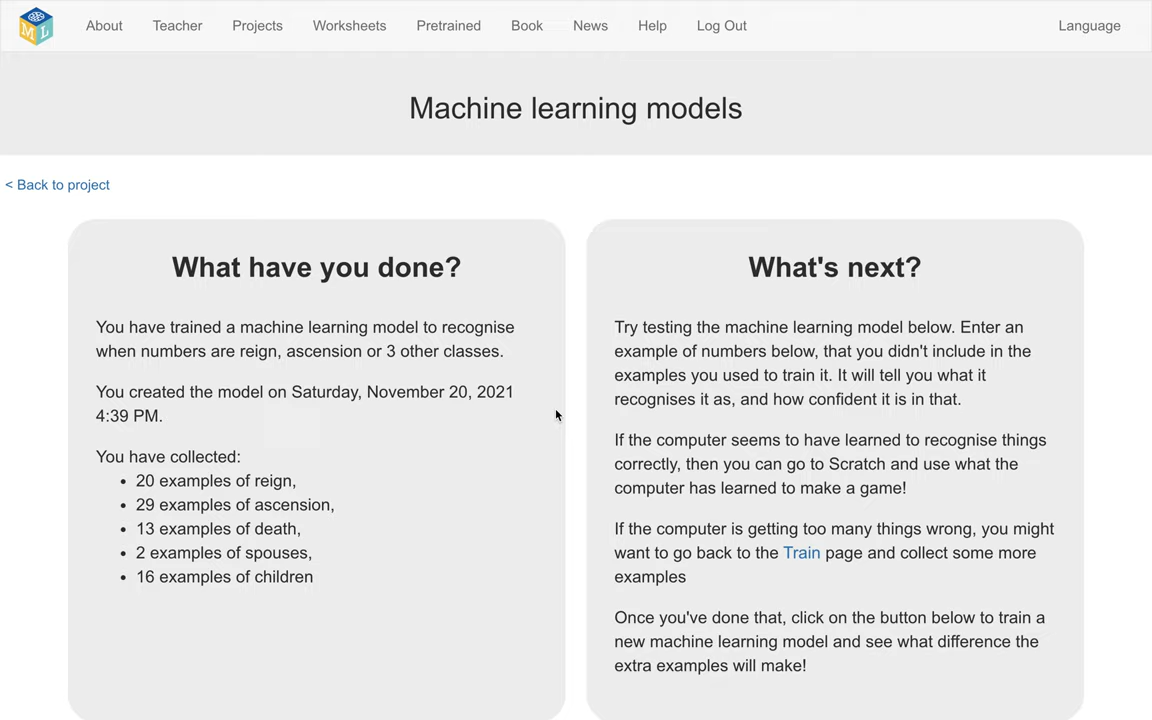 M L
About Teacher Projects Worksheets Pretrained Book News Help Log Out Language
Machine learning models
< Back to project
What have you done?
You have trained a machine learning model to recognise
when numbers are reign, ascension or 3 other classes.
You created the model on Saturday, November 20, 2021
4:39 PM.
You have collected:
• 20 examples of reign,
• 29 examples of ascension,
• 13 examples of death,
• 2 examples of spouses,
• 16 examples of children
What's next?
Try testing the machine learning model below. Enter an
example of numbers below, that you didn't include in the
examples you used to train it. It will tell you what it
recognises it as, and how confident it is in that.
If the computer seems to have learned to recognise things
correctly, then you can go to Scratch and use what the
computer has learned to make a game!
If the computer is getting too many things wrong, you might
want to go back to the Train page and collect some more
examples
Once you've done that, click on the button below to train a
new machine learning model and see what difference the
extra examples will make!